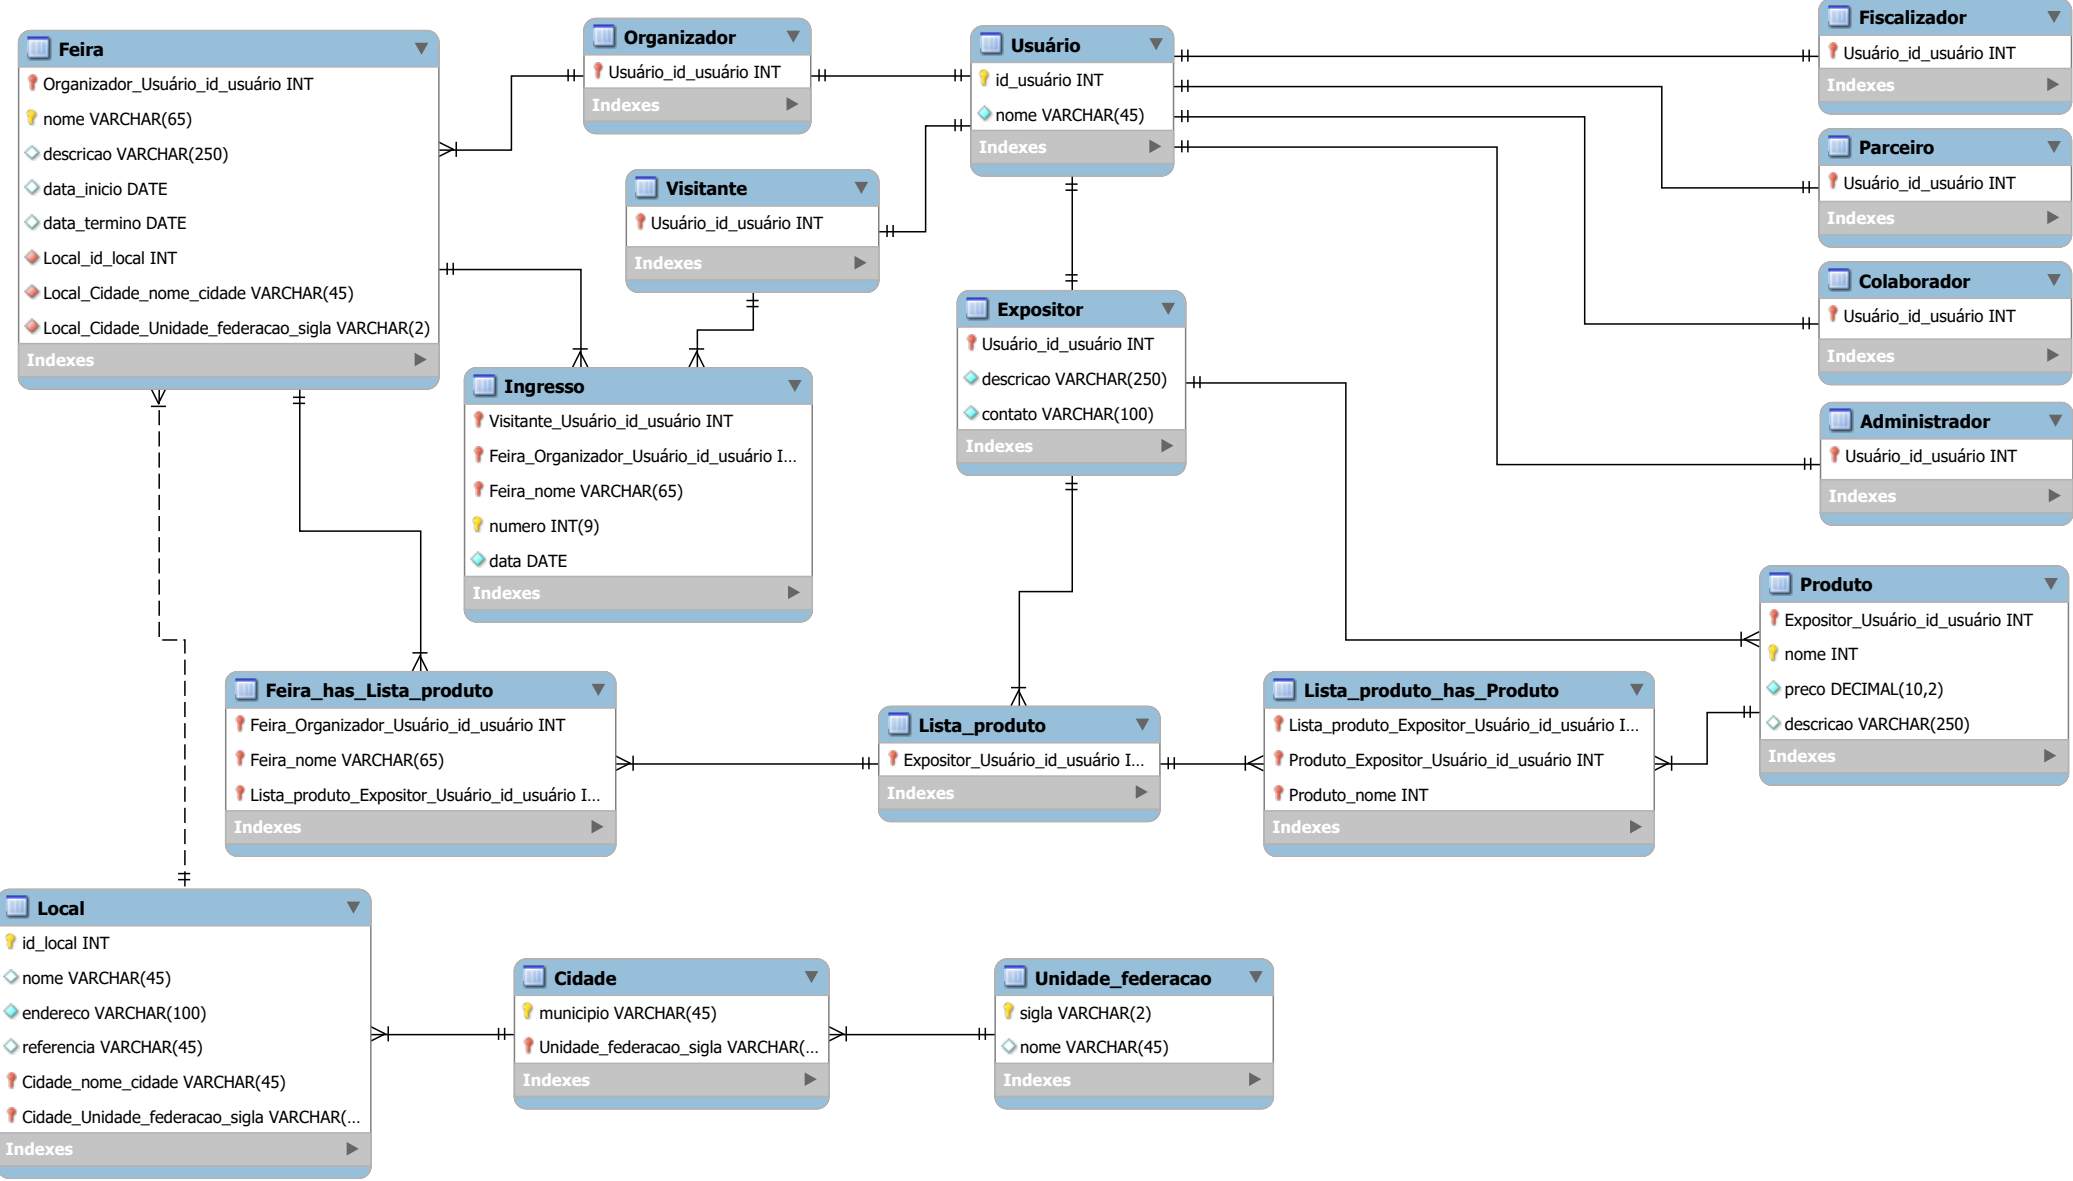 Feira
Organizador_Usuário_id_usuário INT
nome VARCHAR(65)
descricao VARCHAR(250)
data_inicio DATE
data_termino DATE
Local_id_local INT
Local_Cidade_nome_cidade VARCHAR(45)
Local_Cidade_Unidade_federacao_sigla VARCHAR(2)
Indexes
Organizador
Usuário_id_usuário INT
Indexes
Usuário
id_usuário INT
nome VARCHAR(45)
Indexes
Fiscalizador
Usuário_id_usuário INT
Indexes
Parceiro
Usuário_id_usuário INT
Indexes
Visitante
Usuário_id_usuário INT
Indexes
Colaborador
Usuário_id_usuário INT
Indexes
Expositor
Usuário_id_usuário INT
descricao VARCHAR(250)
contato VARCHAR(100)
Indexes
Ingresso
Visitante_Usuário_id_usuário INT
Feira_Organizador_Usuário_id_usuário I...
Feira_nome VARCHAR(65)
numero INT(9)
data DATE
Indexes
Administrador
Usuário_id_usuário INT
Indexes
Produto
Expositor_Usuário_id_usuário INT
nome INT
preco DECIMAL(10,2)
descricao VARCHAR(250)
Indexes
Feira_has_Lista_produto
Feira_Organizador_Usuário_id_usuário INT
Feira_nome VARCHAR(65)
Lista_produto_Expositor_Usuário_id_usuário I...
Indexes
Lista_produto
Expositor_Usuário_id_usuário I...
Indexes
Lista_produto_has_Produto
Lista_produto_Expositor_Usuário_id_usuário I...
Produto_Expositor_Usuário_id_usuário INT
Produto_nome INT
Indexes
Local
id_local INT
nome VARCHAR(45)
endereco VARCHAR(100)
referencia VARCHAR(45)
Cidade_nome_cidade VARCHAR(45)
Cidade_Unidade_federacao_sigla VARCHAR(...
Indexes
Cidade
municipio VARCHAR(45)
Unidade_federacao_sigla VARCHAR(...
Indexes
Unidade_federacao
sigla VARCHAR(2)
nome VARCHAR(45)
Indexes